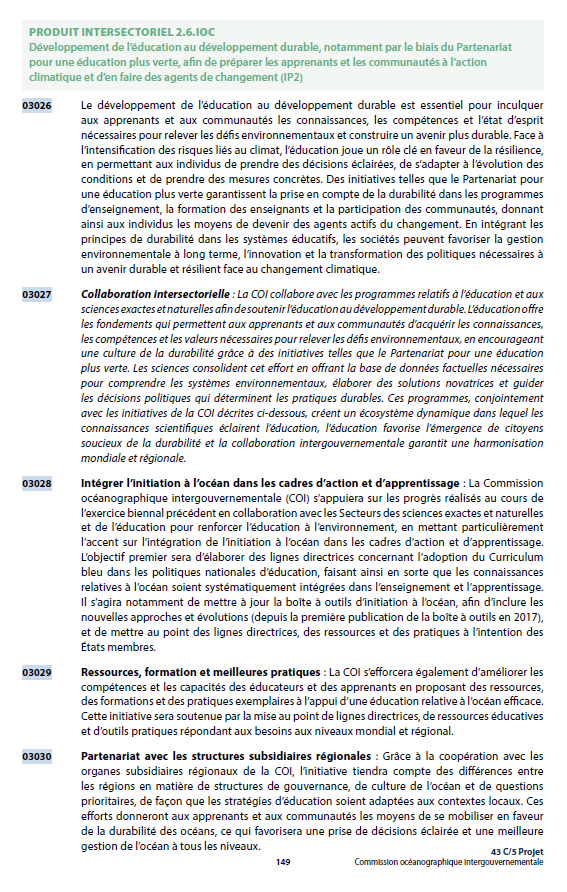 PRODUIT INTERSECTORIEL 2.6.IOC
Développement de l'éducation au développement durable, notamment par le biais du Partenariat
pour une éducation plus verte, afin de préparer les apprenants et les communautés à l'action
climatique et d'en faire des agents de changement (IP2)
03026 Le développement de l'éducation au développement durable est essentiel pour inculquer
aux apprenants et aux communautés les connaissances, les compétences et l'état d'esprit
nécessaires pour relever les défis environnementaux et construire un avenir plus durable. Face à
l'intensification des risques liés au climat, l'éducation joue un rôle clé en faveur de la résilience,
en permettant aux individus de prendre des décisions éclairées, de s'adapter à l'évolution des
conditions et de prendre des mesures concrètes. Des initiatives telles que le Partenariat pour
une éducation plus verte garantissent la prise en compte de la durabilité dans les programmes
d'enseignement, la formation des enseignants et la participation des communautés, donnant
ainsi aux individus les moyens de devenir des agents actifs du changement. En intégrant les
principes de durabilité dans les systèmes éducatifs, les sociétés peuvent favoriser la gestion
environnementale à long terme, l'innovation et la transformation des politiques nécessaires à
un avenir durable et résilient face au changement climatique.
03027 Collaboration intersectorielle : La COI collabore avec les programmes relatifs à l'éducation et aux
sciences exactes et naturelles afin de soutenir l'éducation au développement durable. L'éducation offre
les fondements qui permettent aux apprenants et aux communautés d'acquérir les connaissances,
les compétences et les valeurs nécessaires pour relever les défis environnementaux, en encourageant
une culture de la durabilité grâce à des initiatives telles que le Partenariat pour une éducation
plus verte. Les sciences consolident cet effort en offrant la base de données factuelles nécessaires
pour comprendre les systèmes environnementaux, élaborer des solutions novatrices et guider
les décisions politiques qui déterminent les pratiques durables. Ces programmes, conjointement
avec les initiatives de la COI décrites ci-dessous, créent un écosystème dynamique dans lequel les
connaissances scientifiques éclairent l'éducation, l'éducation favorise l'émergence de citoyens
soucieux de la durabilité et la collaboration intergouvernementale garantit une harmonisation
mondiale et régionale.
03028 Intégrer l'initiation à l'océan dans les cadres d'action et d'apprentissage : La Commission
océanographique intergouvernementale (COI) s'appuiera sur les progrès réalisés au cours de
l'exercice biennal précédent en collaboration avec les Secteurs des sciences exactes et naturelles
et de l'éducation pour renforcer l'éducation à l'environnement, en mettant particulièrement
l'accent sur l'intégration de l'initiation à l'océan dans les cadres d'action et d'apprentissage.
L'objectif premier sera d'élaborer des lignes directrices concernant l'adoption du Curriculum
bleu dans les politiques nationales d'éducation, faisant ainsi en sorte que les connaissances
relatives à l'océan soient systématiquement intégrées dans l'enseignement et l'apprentissage.
Il s'agira notamment de mettre à jour la boîte à outils d'initiation à l'océan, afin d'inclure les
nouvelles approches et évolutions (depuis la première publication de la boîte à outils en 2017),
et de mettre au point des lignes directrices, des ressources et des pratiques à l'intention des
États membres.
03029 Ressources, formation et meilleures pratiques : La COI s'efforcera également d'améliorer les
compétences et les capacités des éducateurs et des apprenants en proposant des ressources,
des formations et des pratiques exemplaires à l'appui d'une éducation relative à l'océan efficace.
Cette initiative sera soutenue par la mise au point de lignes directrices, de ressources éducatives
et d'outils pratiques répondant aux besoins aux niveaux mondial et régional.
03030 Partenariat avec les structures subsidiaires régionales : Grâce à la coopération avec les
organes subsidiaires régionaux de la COI, l'initiative tiendra compte des différences entre
les régions en matière de structures de gouvernance, de culture de l'océan et de questions
prioritaires, de façon que les stratégies d'éducation soient adaptées aux contextes locaux. Ces
efforts donneront aux apprenants et aux communautés les moyens de se mobiliser en faveur
de la durabilité des océans, ce qui favorisera une prise de décisions éclairée et une meilleure
gestion de l'océan à tous les niveaux.
43 C/5 Projet
149 Commission océanographique intergouvernementale